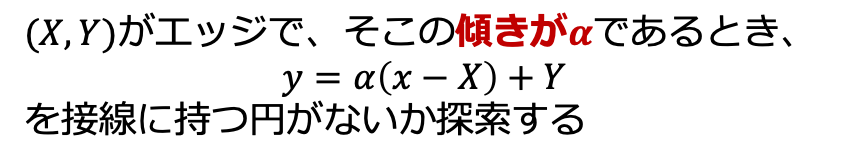 (X, Y)がエッジで、そこの傾きがαであるとき、
y = α(x − X) + Y
を接線に持つ円がないか探索する